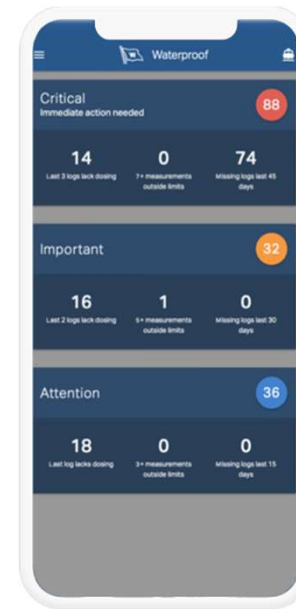 Waterproof
Critical
Immediate action needed
88
14
0
74
Last 3 logs lack dosing
7+ measurements
outside limits
Missing logs last 45
days
Important
32
16
1
0
Last 2 logs lack dosing
5+ measurements
outside limits
Missing logs last 30
days
Attention
36
18
0
0
Last log lacks dosing
3+ measurements
outside limits
Missing logs last 15
days